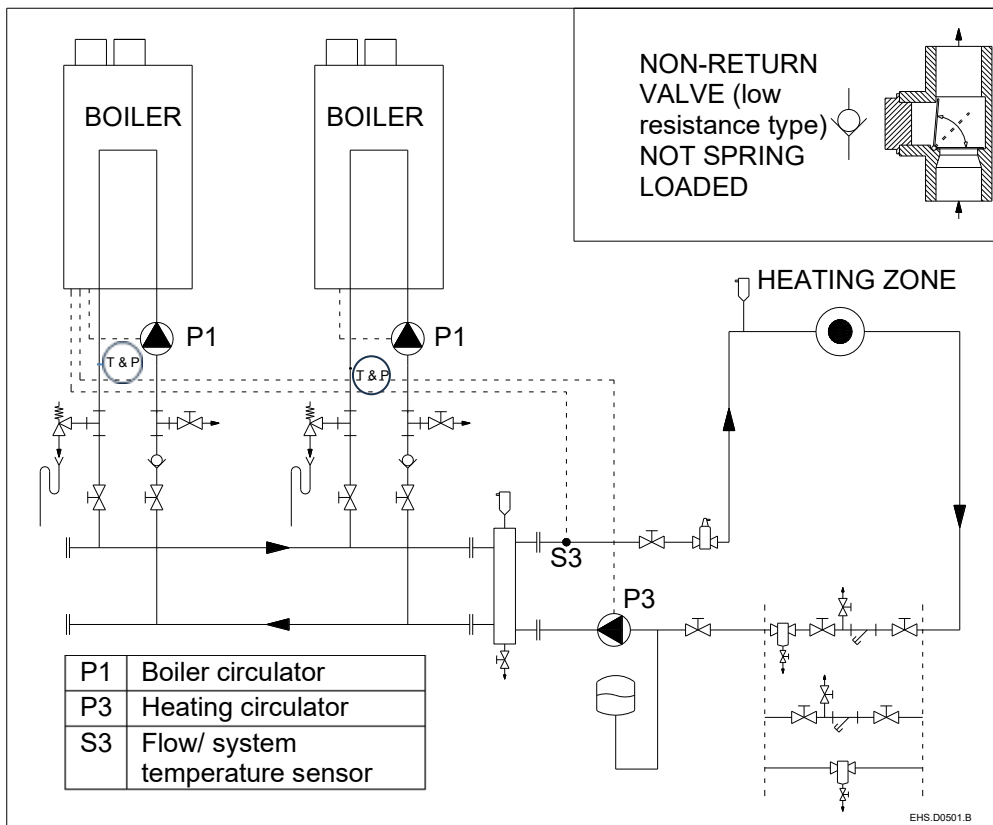 BOILER
BOILER
NON-RETURN
VALVE (low
resistance type)
NOT SPRING
LOADED
HEATING ZONE
P1
P1
T & P
T & P
S3
P3
P1 Boiler circulator
P3 Heating circulator
S3 Flow/ system
temperature sensor
EHS.D0501.B